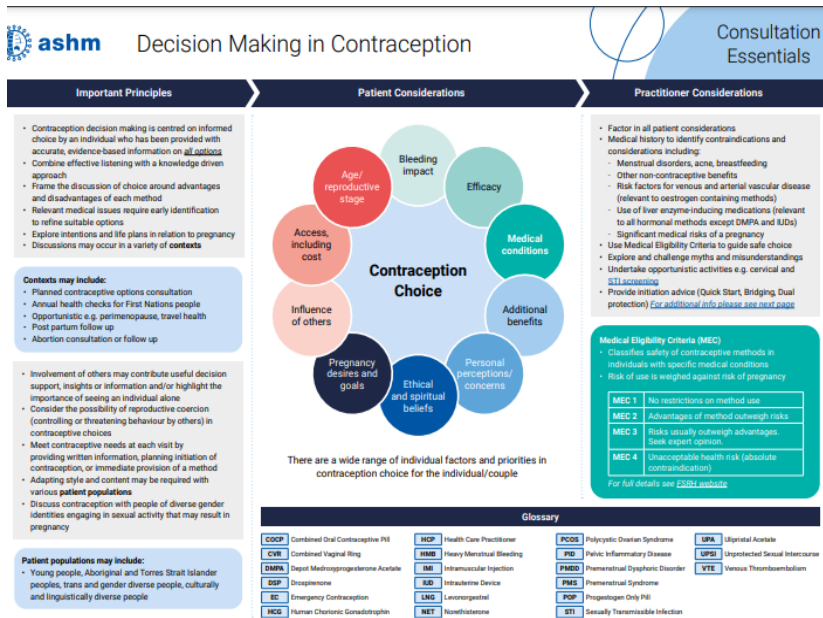 ashm
Decision Making in Contraception
Consultation
Essentials
Important Principles
Patient Considerations
Practitioner Considerations
• Contraception decision making is centred on informed
choice by an individual who has been provided with
accurate, evidence-based information on all options
• Combine effective listening with a knowledge driven
approach
• Frame the discussion of choice around advantages
and disadvantages of each method
• Relevant medical issues require early identification
to refine suitable options
• Explore intentions and life plans in relation to pregnancy
• Discussions may occur in a variety of contexts
Contexts may include:
• Planned contraceptive options consultation
• Annual health checks for First Nations people
• Opportunistic e.g. perimenopause, travel health
• Post partum follow up
• Abortion consultation or follow up
• Involvement of others may contribute useful decision
support, insights or information and/or highlight the
importance of seeing an individual alone
• Consider the possibility of reproductive coercion
(controlling or threatening behaviour by others) in
contraceptive choices
• Meet contraceptive needs at each visit by
providing written information, planning initiation of
contraception, or immediate provision of a method
• Adapting style and content may be required with
various patient populations
• Discuss contraception with people of diverse gender
identities engaging in sexual activity that may result in
pregnancy
Patient populations may include:
• Young people, Aboriginal and Torres Strait Islander
peoples, trans and gender diverse people, culturally
and linguistically diverse people
Bleeding
impact
Efficacy
Medical
conditions
Additional
benefits
Personal
perceptions/
concerns
Ethical
and spiritual
beliefs
Pregnancy
desires and
goals
Influence
of others
Access,
including
cost
Age/
reproductive
stage
Contraception
Choice
There are a wide range of individual factors and priorities in
contraception choice for the individual/couple
• Factor in all patient considerations
• Medical history to identify contraindications and
considerations including:
- Menstrual disorders, acne, breastfeeding
- Other non-contraceptive benefits
- Risk factors for venous and arterial vascular disease
(relevant to oestrogen containing methods)
- Use of liver enzyme-inducing medications (relevant
to all hormonal methods except DMPA and IUDs)
- Significant medical risks of a pregnancy
• Use Medical Eligibility Criteria to guide safe choice
• Explore and challenge myths and misunderstandings
• Undertake opportunistic activities e.g. cervical and
STI screening
• Provide initiation advice (Quick Start, Bridging, Dual
protection) For additional info please see next page
Medical Eligibility Criteria (MEC)
• Classifies safety of contraceptive methods in
individuals with specific medical conditions
• Risk of use is weighed against risk of pregnancy
MEC 1 No restrictions on method use
MEC 2 Advantages of method outweigh risks
MEC 3 Risks usually outweigh advantages.
Seek expert opinion.
MEC 4 Unacceptable health risk (absolute
contraindication)
For full details see FSRH website
Glossary
COCP Combined Oral Contraceptive Pill
CVR Combined Vaginal Ring
DMPA Depot Medroxyprogesterone Acetate
DSP Drospirenone
EC Emergency Contraception
HCG Human Chorionic Gonadotrophin
HCP Health Care Practitioner
HMB Heavy Menstrual Bleeding
IMI Intramuscular Injection
IUD Intrauterine Device
LNG Levonorgestrel
NET Norethisterone
PCOS Polycystic Ovarian Syndrome
PID Pelvic Inflammatory Disease
PMDD Premenstrual Dysphoric Disorder
PMS Premenstrual Syndrome
POP Progestogen Only Pill
STI Sexually Transmissible Infection
UPA Ulipristal Acetate
UPSI Unprotected Sexual Intercourse
VTE Venous Thromboembolism